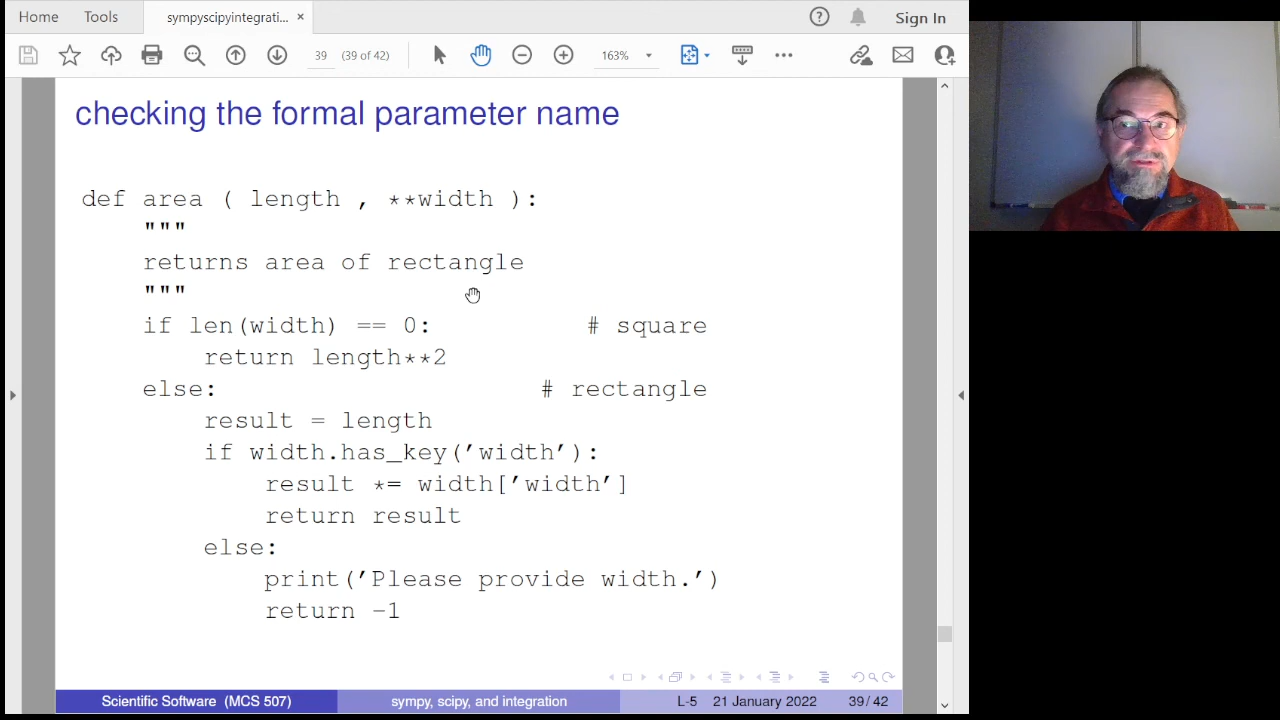 Home Tools sympyscipyintegrati... × Sign In
39 (39 of 42) 163%
checking the formal parameter name
def area ( length , **width ):
"""
returns area of rectangle
"""
if len(width) == 0: # square
return length**2
else: # rectangle
result = length
if width.has_key('width'):
result *= width['width']
return result
else:
print('Please provide width.')
return -1
Scientific Software (MCS 507) sympy, scipy, and integration L-5 21 January 2022 39 / 42